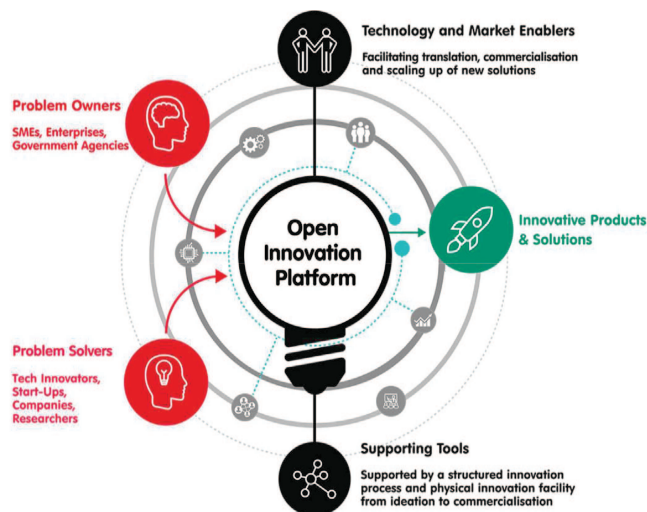 Technology and Market Enablers
Facilitating translation, commercialisation
and scaling up of new solutions
Problem Owners
SMEs, Enterprises,
Government Agencies
Open
Innovation
Platform
Innovative Products
& Solutions
Problem Solvers
Tech Innovators,
Start-Ups,
Companies,
Researchers
Supporting Tools
Supported by a structured innovation
process and physical innovation facility
from ideation to commercialisation